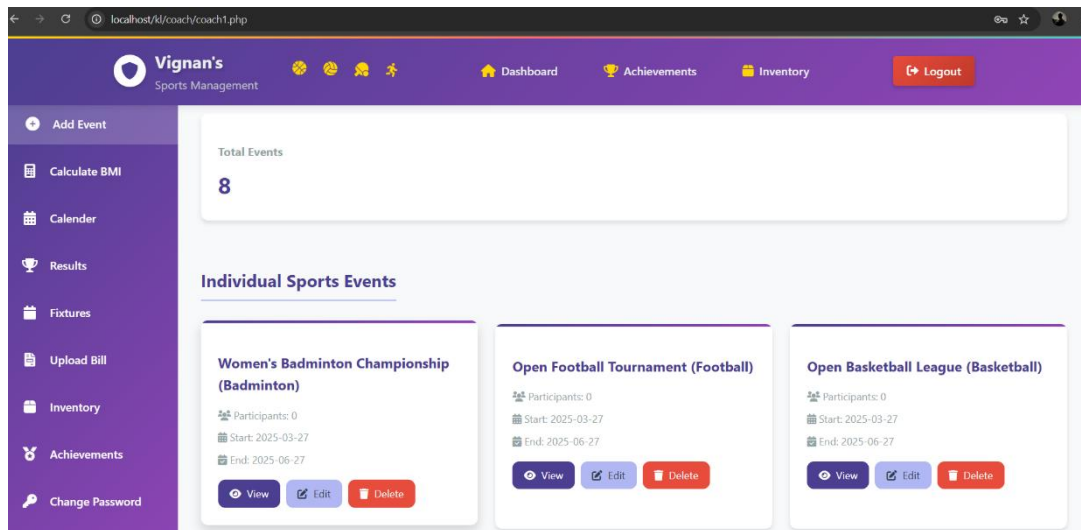 localhost/kl/coach/coach1.php
Vignan's
Sports Management
Dashboard
Achievements
Inventory
Logout
Add Event
Calculate BMI
Calender
Results
Fixtures
Upload Bill
Inventory
Achievements
Change Password
Total Events
8
Individual Sports Events
Women's Badminton Championship
(Badminton)
Participants: 0
Start: 2025-03-27
End: 2025-06-27
View
Edit
Delete
Open Football Tournament (Football)
Participants: 0
Start: 2025-03-27
End: 2025-06-27
View
Edit
Delete
Open Basketball League (Basketball)
Participants: 0
Start: 2025-03-27
End: 2025-06-27
View
Edit
Delete